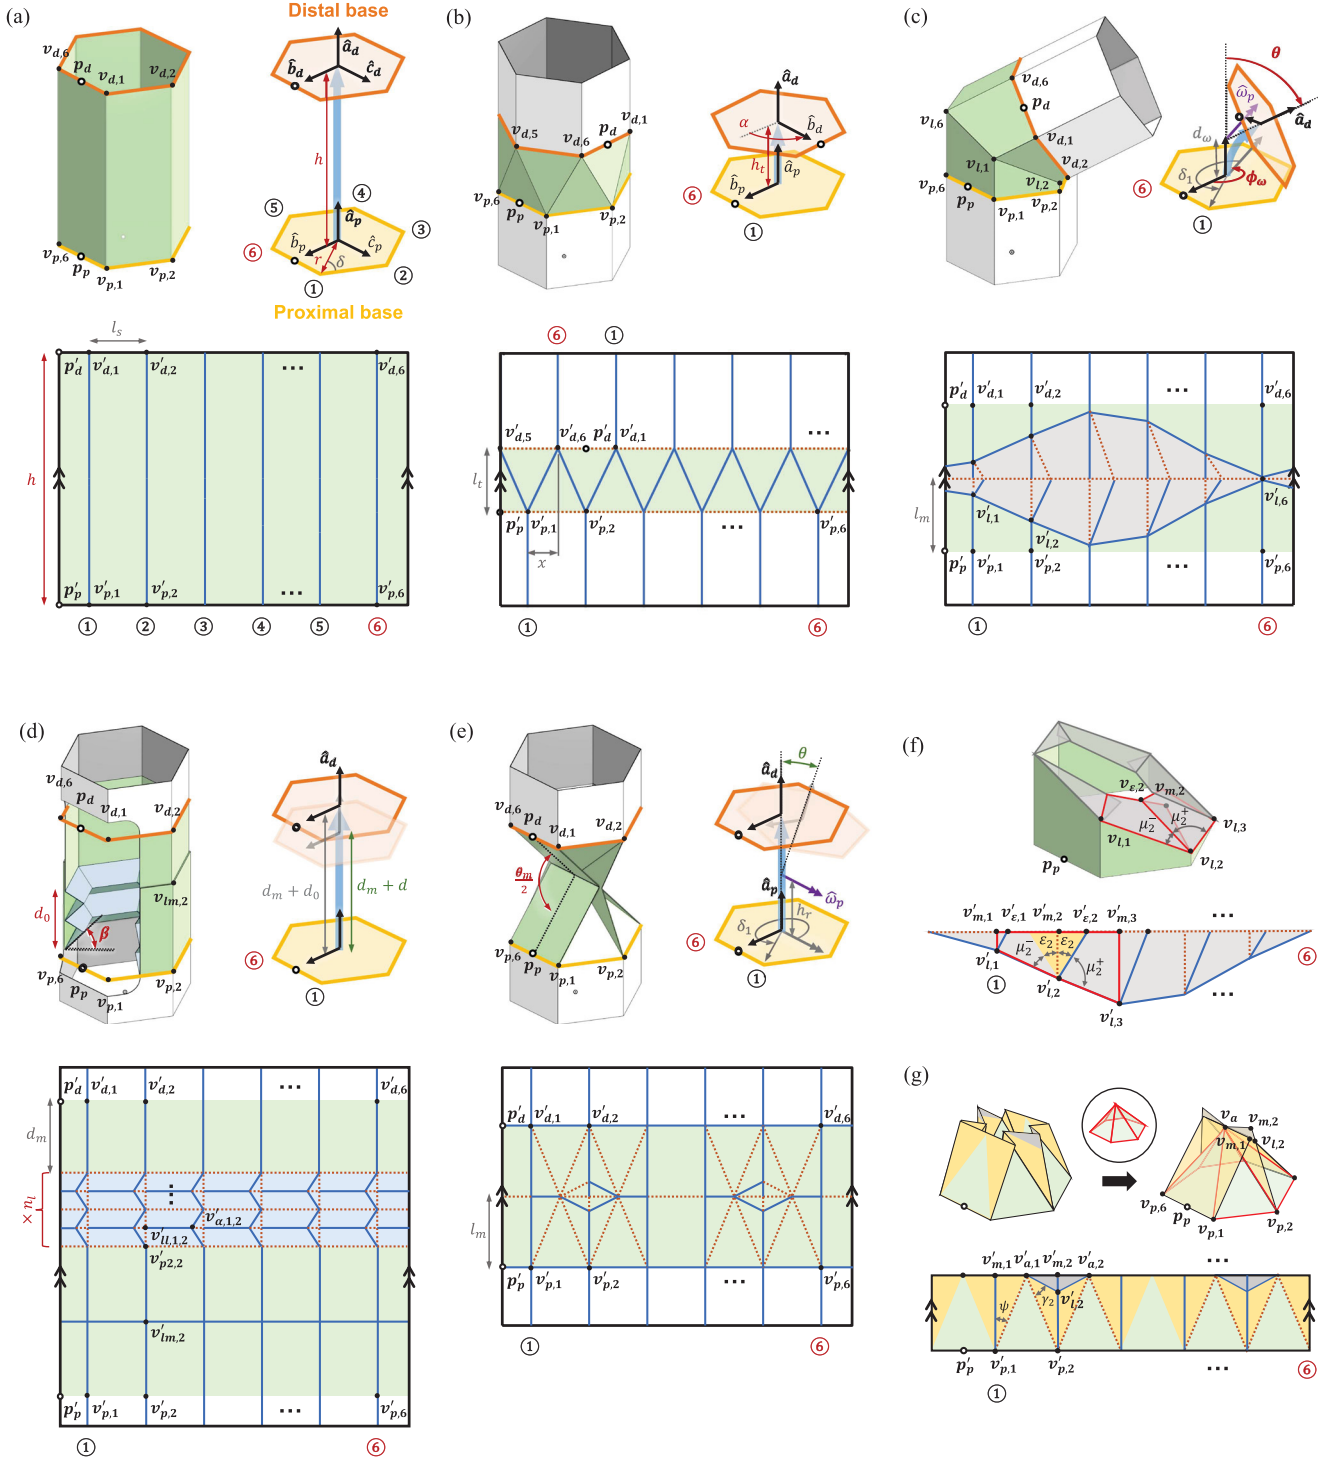 (a)
Distal base
v_{d,6}
p_d
v_{d,1}
v_{d,2}
â_d
b̂_d
ĉ_d
h
⑤
④
â_p
③
⑥
b̂_p
ĉ_p
r
δ
②
①
v_{p,6}
p_p
v_{p,1}
v_{p,2}
Proximal base
l_s
p'_d
v'_{d,1}
v'_{d,2}
...
v'_{d,6}
h
p'_p
v'_{p,1}
v'_{p,2}
...
v'_{p,6}
① ② ③ ④ ⑤ ⑥
(b)
v_{d,5}
v_{d,6}
p_d
v_{d,1}
v_{p,6}
p_p
v_{p,1}
v_{p,2}
â_d
α
b̂_d
h_t
â_p
b̂_p
⑥
①
⑥ ①
v'_{d,5}
v'_{d,6}
p'_d
v'_{d,1}
...
l_t
p'_p
v'_{p,1}
v'_{p,2}
...
v'_{p,6}
x
① ⑥
(c)
v_{d,6}
p_d
v_{l,6}
v_{d,1}
v_{l,1}
v_{d,2}
v_{l,2}
v_{p,6}
p_p
v_{p,1}
v_{p,2}
θ
ω̂_p
â_d
d_ω
δ_1
ϕ_ω
⑥
①
...
p'_d
v'_{d,1}
v'_{d,2}
v'_{d,6}
l_m
v'_{l,1}
v'_{l,6}
v'_{l,2}
p'_p
v'_{p,1}
v'_{p,2}
...
v'_{p,6}
① ⑥
(d)
v_{d,6}
p_d
v_{d,1}
v_{d,2}
v_{lm,2}
d_0
β
v_{p,6}
p_p
v_{p,1}
v_{p,2}
â_d
d_m + d_0
d_m + d
⑥
①
p'_d
v'_{d,1}
v'_{d,2}
...
v'_{d,6}
d_m
× n_l
⋮
v'_{a,1,2}
v'_{ll,1,2}
v'_{p2,2}
v'_{lm,2}
p'_p
v'_{p,1}
v'_{p,2}
...
v'_{p,6}
① ⑥
(e)
v_{d,6}
p_d
v_{d,1}
v_{d,2}
θ_m/2
v_{p,6}
p_p
v_{p,1}
v_{p,2}
θ
â_d
â_p
ω̂_p
h_r
δ_1
⑥
①
p'_d
v'_{d,1}
v'_{d,2}
...
v'_{d,6}
l_m
p'_p
v'_{p,1}
v'_{p,2}
...
v'_{p,6}
① ⑥
(f)
v_{ε,2}
v_{m,2}
v_{l,1}
μ_2^-
μ_2^+
v_{l,3}
v_{l,2}
p_p
v'_{m,1}
v'_{ε,1}
v'_{m,2}
v'_{ε,2}
v'_{m,3}
...
v'_{l,1}
μ_2^-
ε_2
ε_2
μ_2^+
⑥
①
v'_{l,2}
v'_{l,3}
...
(g)
v_a
v_{m,2}
v_{m,1}
v_{l,2}
v_{p,6}
p_p
v_{p,1}
v_{p,2}
v'_{m,1}
v'_{a,1}
v'_{m,2}
v'_{a,2}
...
ψ
γ_2
v'_{l,2}
p'_p
v'_{p,1}
v'_{p,2}
...
⑥
①